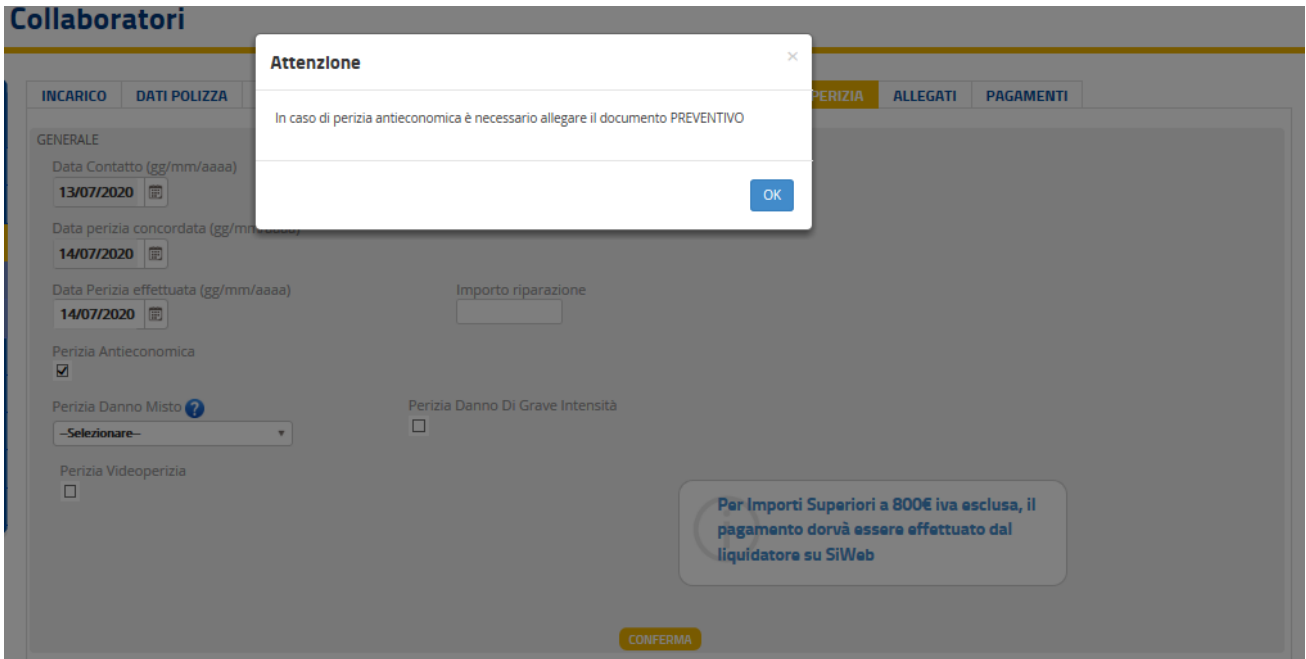 Collaboratori
Attenzione
×
In caso di perizia antieconomica è necessario allegare il documento PREVENTIVO
OK
INCARICO DATI POLIZZA PERIZIA ALLEGATI PAGAMENTI
GENERALE
Data Contatto (gg/mm/aaaa)
13/07/2020
Data perizia concordata (gg/mm/aaaa)
14/07/2020
Data Perizia effettuata (gg/mm/aaaa) Importo riparazione
14/07/2020
Perizia Antieconomica
Perizia Danno Misto ? Perizia Danno Di Grave Intensità
--Selezionare--
Perizia Videoperizia
Per Importi Superiori a 800€ iva esclusa, il
pagamento dorvà essere effettuato dal
liquidatore su SiWeb
CONFERMA